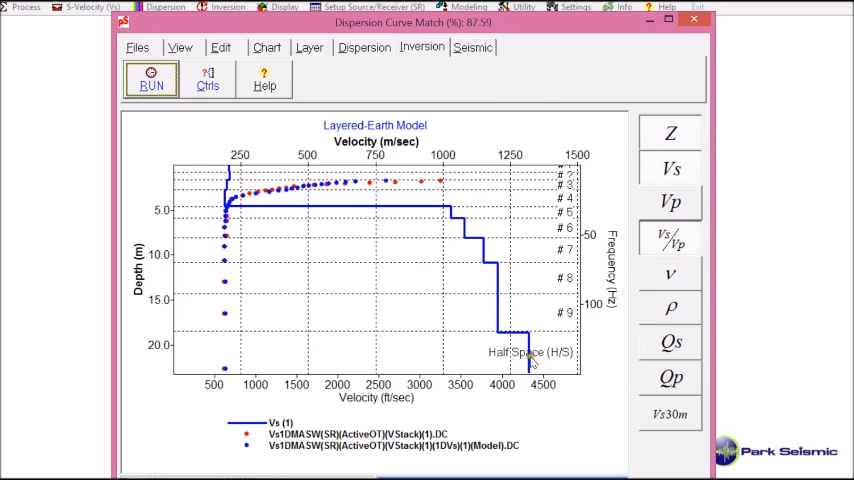 Process S-Velocity (Vs) Dispersion Inversion Display Setup Source/Receiver (SR) Modeling Utility Settings Info Help Exit
pS Dispersion Curve Match (%): 87.59
Files View Edit Chart Layer Dispersion Inversion Seismic
RUN Ctrls Help
Layered-Earth Model
Velocity (m/sec)
250 500 750 1000 1250 1500
# 2
# 3
# 4
5.0 # 5
# 6
50
# 7
10.0
# 8
15.0 100
# 9
20.0
Half Space (H/S)
Depth (m)
Frequency (Hz)
500 1000 1500 2000 2500 3000 3500 4000 4500
Velocity (ft/sec)
Vs (1)
Vs1DMASW(SR)(ActiveOT)(VStack)(1).DC
Vs1DMASW(SR)(ActiveOT)(VStack)(1)(1DVs)(1)(Model).DC
Z
Vs
Vp
Vs/Vp
ν
ρ
Qs
Qp
Vs30m
Park Seismic